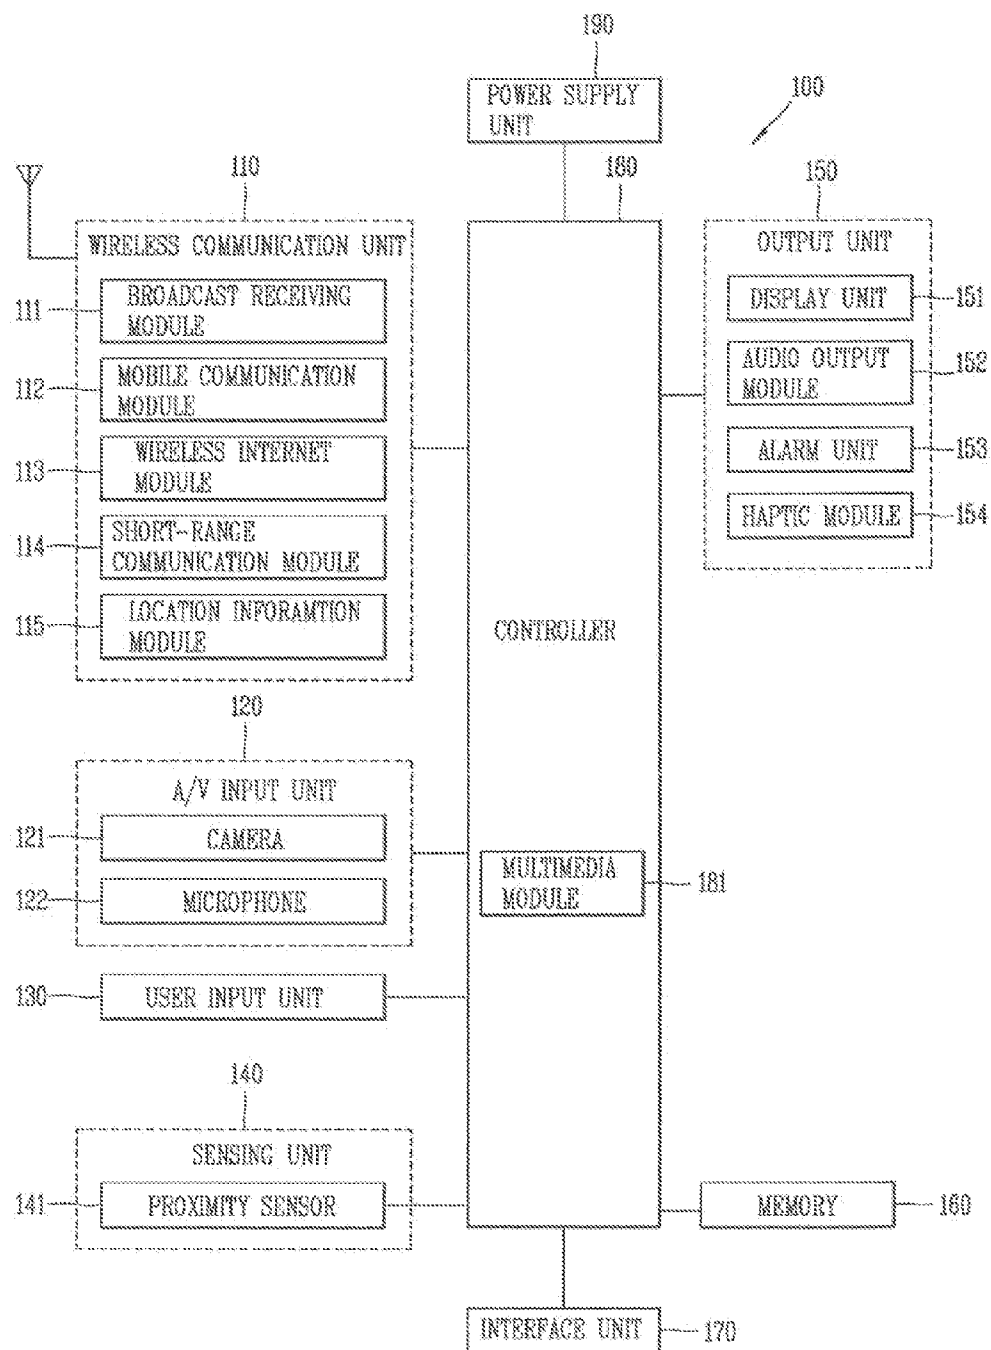 190
POWER SUPPLY
UNIT
100
110
180
150
WIRELESS COMMUNICATION UNIT
111
BROADCAST RECEIVING
MODULE
112
MOBILE COMMUNICATION
MODULE
113
WIRELESS INTERNET
MODULE
114
SHORT-RANGE
COMMUNICATION MODULE
115
LOCATION INFORAMTION
MODULE
120
A/V INPUT UNIT
121
CAMERA
122
MICROPHONE
130
USER INPUT UNIT
140
SENSING UNIT
141
PROXIMITY SENSOR
CONTROLLER
MULTIMEDIA
MODULE
181
OUTPUT UNIT
DISPLAY UNIT
151
AUDIO OUTPUT
MODULE
152
ALARM UNIT
153
HAPTIC MODULE
154
MEMORY
160
INTERFACE UNIT
170